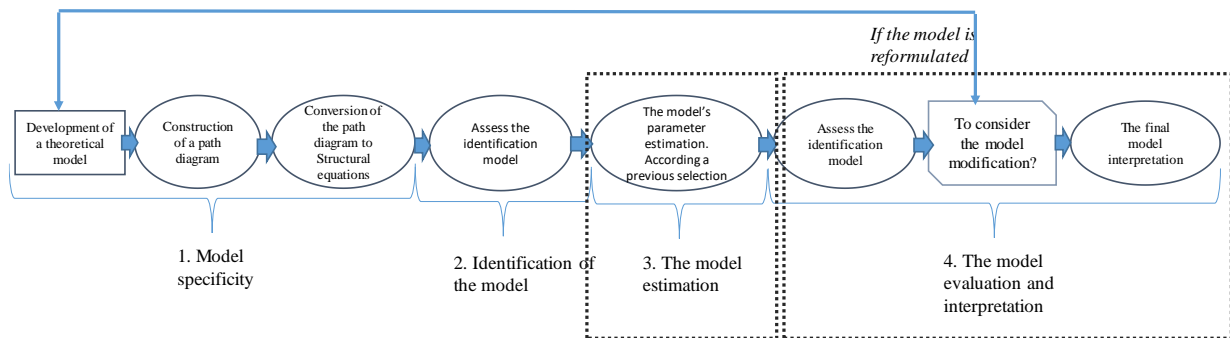 If the model is
reformulated
Development of
a theoretical
model
Construction
of a path
diagram
Conversion of
the path
diagram to
Structural
equations
Assess the
identification
model
The model's
parameter
estimation.
According a
previous selection
Assess the
identification
model
To consider
the model
modification?
The final
model
interpretation
1. Model
specificity
2. Identification of
the model
3. The model
estimation
4. The model
evaluation and
interpretation